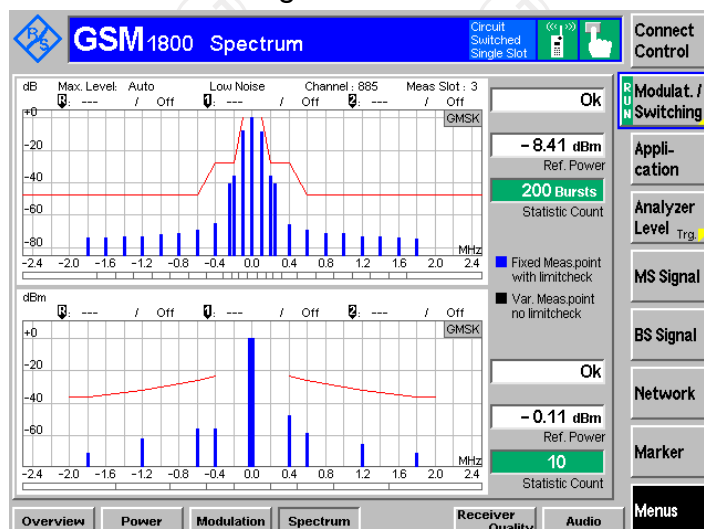 R&S
GSM 1800 Spectrum
Circuit
Switched
Single Slot
Connect
Control
dB Max. Level: Auto Low Noise Channel : 885 Meas Slot : 3
R: --- / Off 1: --- / Off 2: --- / Off
GMSK
+0
-20
-40
-60
-80
MHz
-2.4 -2.0 -1.6 -1.2 -0.8 -0.4 0.0 0.4 0.8 1.2 1.6 2.0 2.4
Ok
- 8.41 dBm
Ref. Power
200 Bursts
Statistic Count
Fixed Meas.point
with limitcheck
Var. Meas.point
no limitcheck
dBm
R: --- / Off 1: --- / Off 2: --- / Off
GMSK
+0
-20
-40
-60
MHz
-2.4 -2.0 -1.6 -1.2 -0.8 -0.4 0.0 0.4 0.8 1.2 1.6 2.0 2.4
Ok
- 0.11 dBm
Ref. Power
10
Statistic Count
RUN
Modulat. /
Switching
Appli-
cation
Analyzer
Level Trg.
MS Signal
BS Signal
Network
Marker
Menus
Overview Power Modulation Spectrum Receiver
Quality Audio